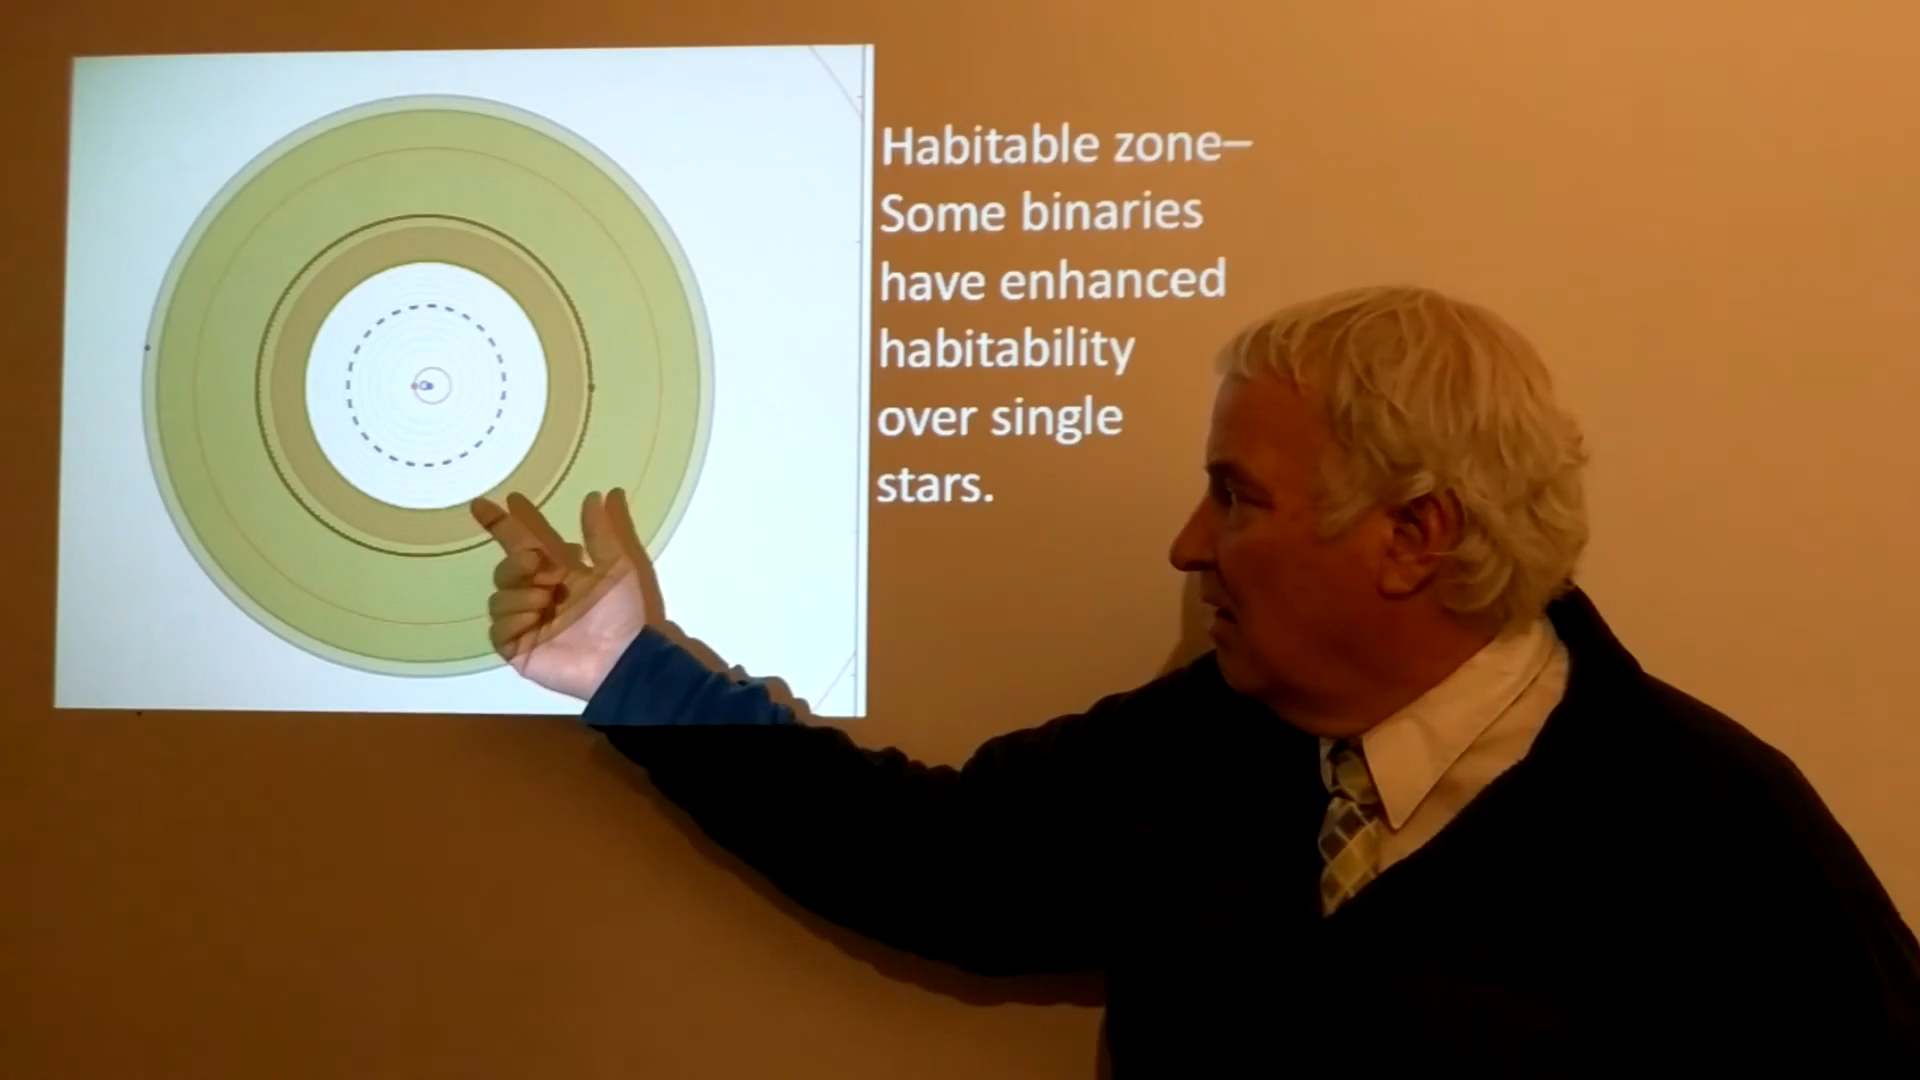 Habitable zone–
Some binaries
have enhanced
habitability
over single
stars.